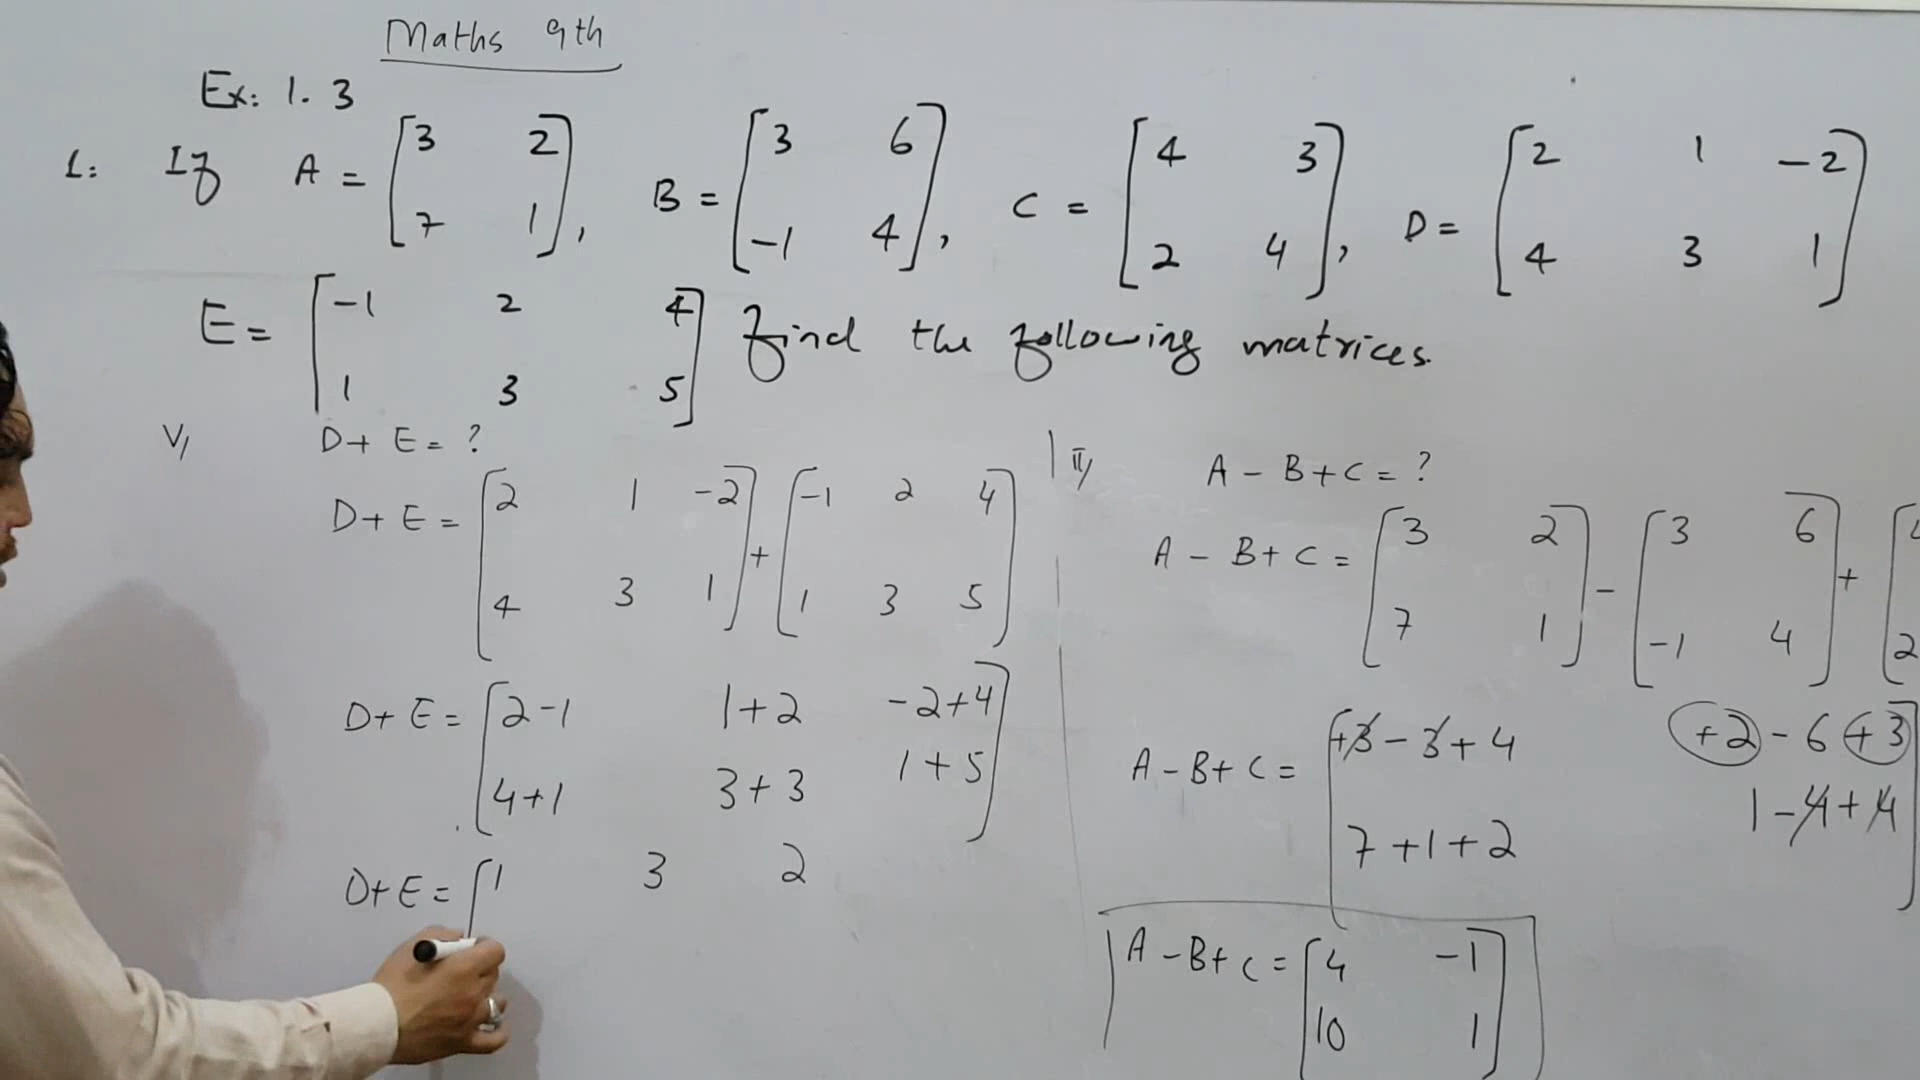 Maths 9th
Ex: 1.3
1: If A = [3 2
7 1], B = [3 6
-1 4], C = [4 3
2 4], D = [2 1 -2
4 3 1]
E = [-1 2 4
1 3 5] find the following matrices.
V, D+E = ?
D+E = [2 1 -2
4 3 1] + [-1 2 4
1 3 5]
D+E = [2-1 1+2 -2+4
4+1 3+3 1+5]
D+E = [1 3 2
A-B+C = ?
A-B+C = [3 2
7 1] - [3 6
-1 4] + [
2
A-B+C = [+3-3+4 +2-6+3
7+1+2 1-4+4]
A-B+C = [4 -1
10 1]